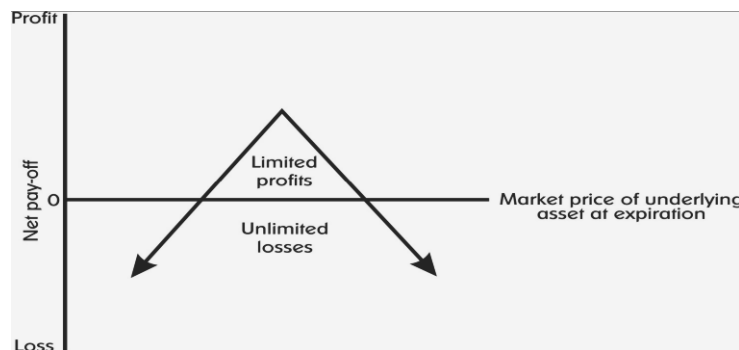 Profit
Limited
profits
Net pay-off
0
Market price of underlying
asset at expiration
Unlimited
losses
Loss